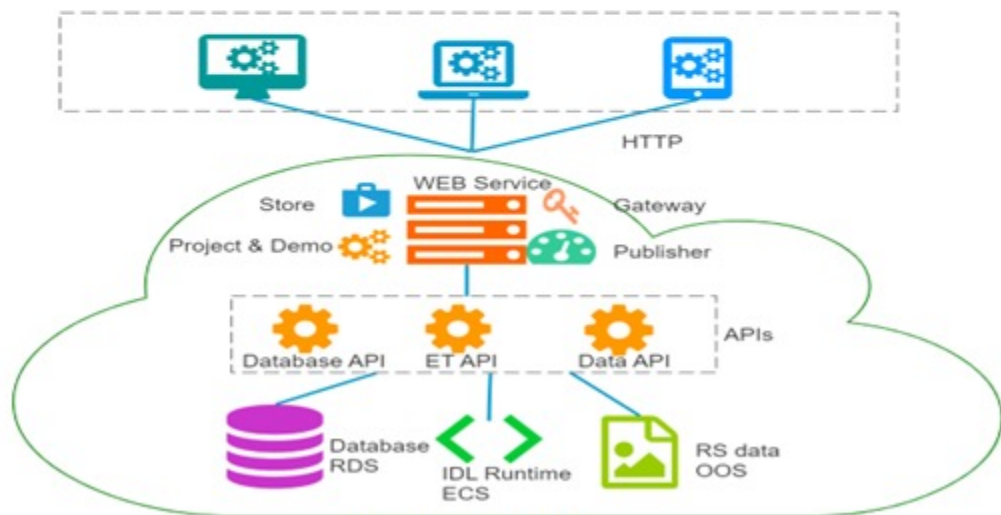 HTTP
WEB Service
Store
Gateway
Project & Demo
Publisher
APIs
Database API
ET API
Data API
Database
RDS
IDL Runtime
ECS
RS data
OOS